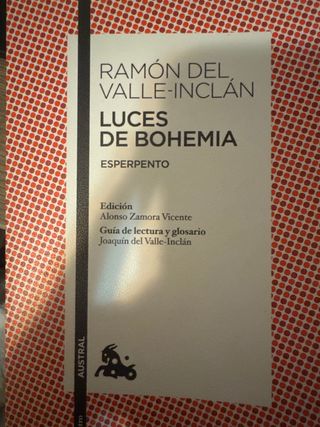 RAMÓN DEL
VALLE-INCLÁN
LUCES
DE BOHEMIA
ESPERPENTO
Edición
Alonso Zamora Vicente
Guía de lectura y glosario
Joaquín del Valle-Inclán
AUSTRAL